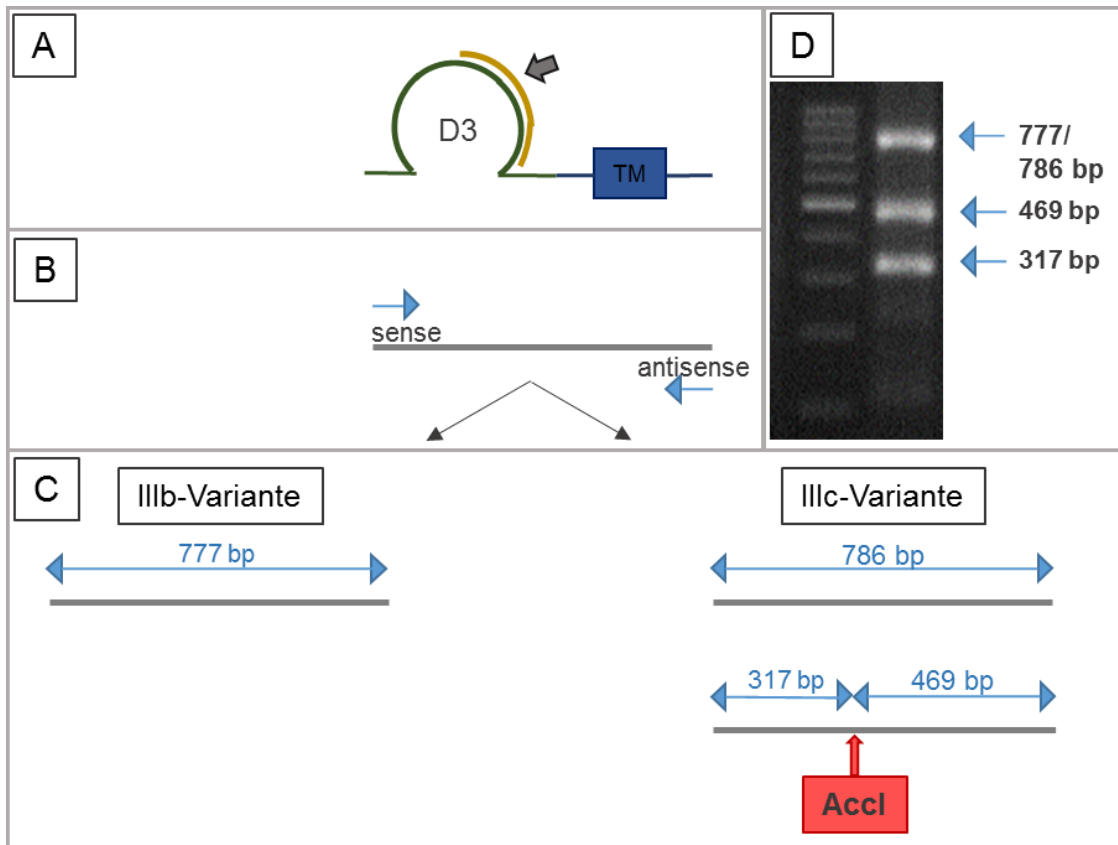 A
D3
TM
B
sense
antisense
C
IIIb-Variante
777 bp
IIIc-Variante
786 bp
317 bp
469 bp
AccI
D
777/
786 bp
469 bp
317 bp